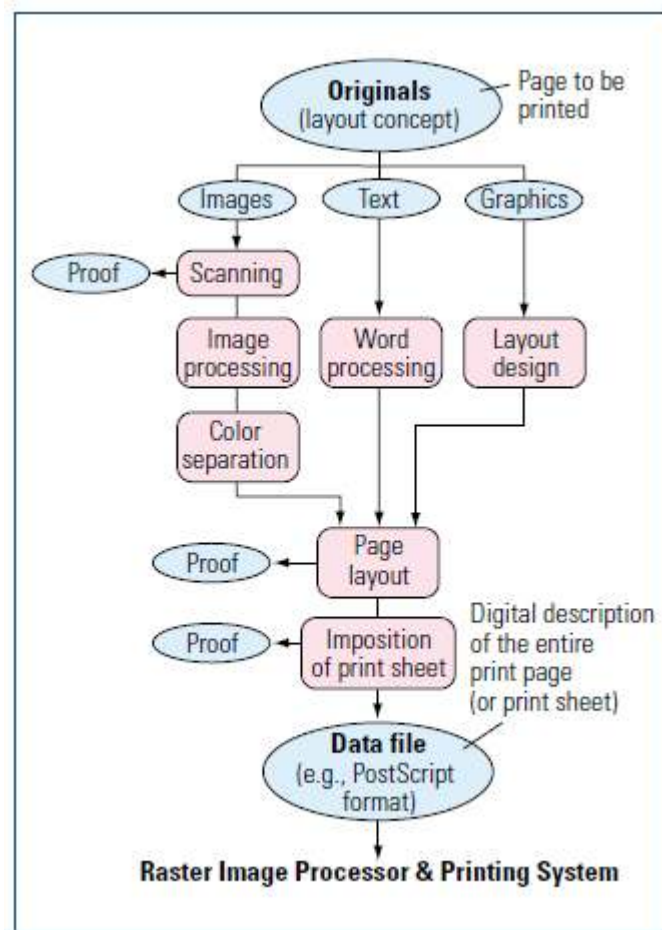 Originals
(layout concept)
Page to be
printed
Images
Text
Graphics
Proof
Scanning
Image
processing
Word
processing
Layout
design
Color
separation
Proof
Page
layout
Proof
Imposition
of print sheet
Digital description
of the entire
print page
(or print sheet)
Data file
(e.g., PostScript
format)
Raster Image Processor & Printing System